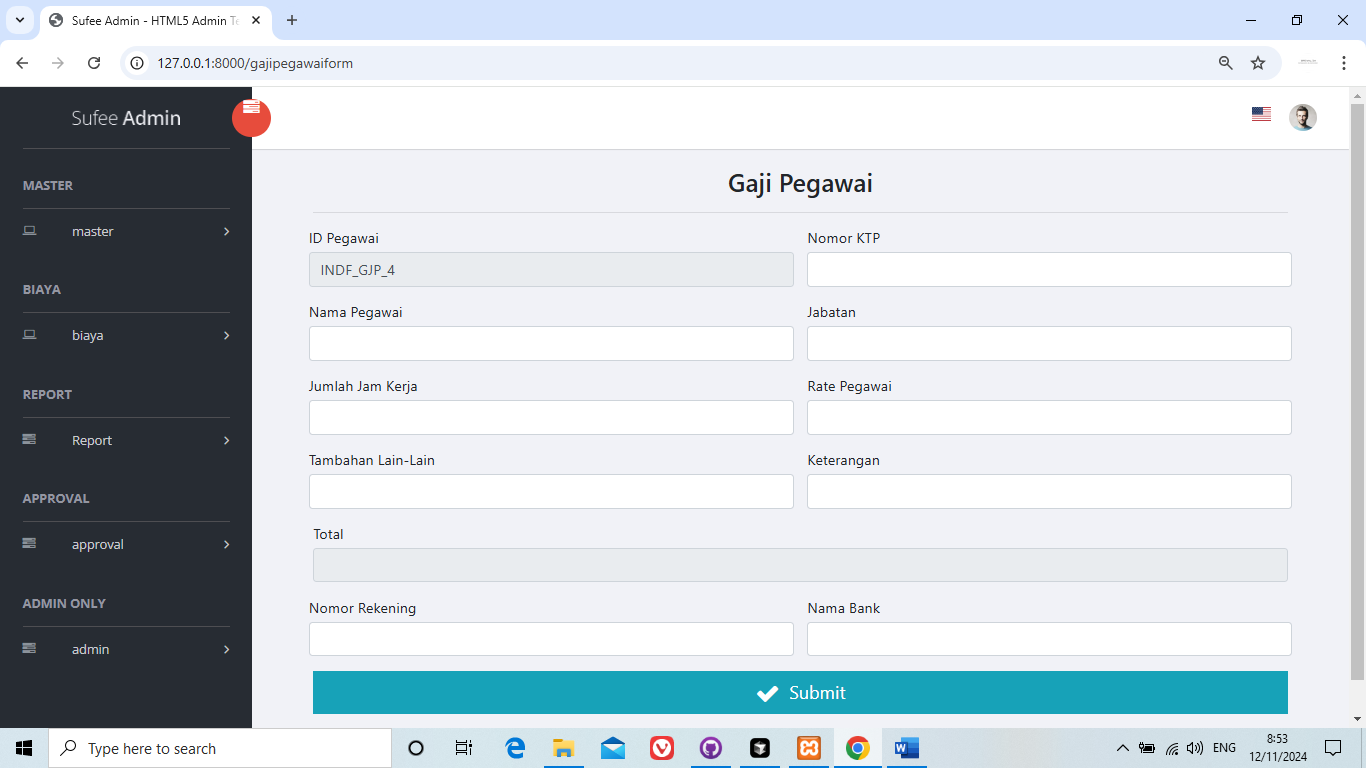 Sufee Admin - HTML5 Admin Te
127.0.0.1:8000/gajipegawaiform
Sufee Admin
MASTER
master
BIAYA
biaya
REPORT
Report
APPROVAL
approval
ADMIN ONLY
admin
Gaji Pegawai
ID Pegawai
Nomor KTP
INDF_GJP_4
Nama Pegawai
Jabatan
Jumlah Jam Kerja
Rate Pegawai
Tambahan Lain-Lain
Keterangan
Total
Nomor Rekening
Nama Bank
Submit
Type here to search
ENG
8:53
12/11/2024